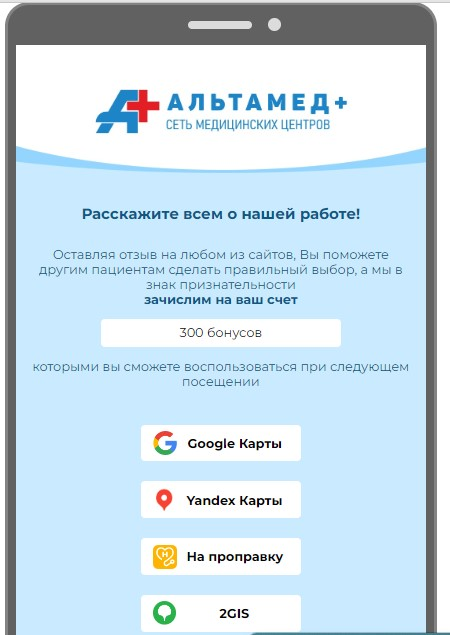 АЛЬТАМЕД+
СЕТЬ МЕДИЦИНСКИХ ЦЕНТРОВ
Расскажите всем о нашей работе!
Оставляя отзыв на любом из сайтов, Вы поможете
другим пациентам сделать правильный выбор, а мы в
знак признательности
зачислим на ваш счет
300 бонусов
которыми вы сможете воспользоваться при следующем
посещении
Google Карты
Yandex Карты
На проправку
2GIS